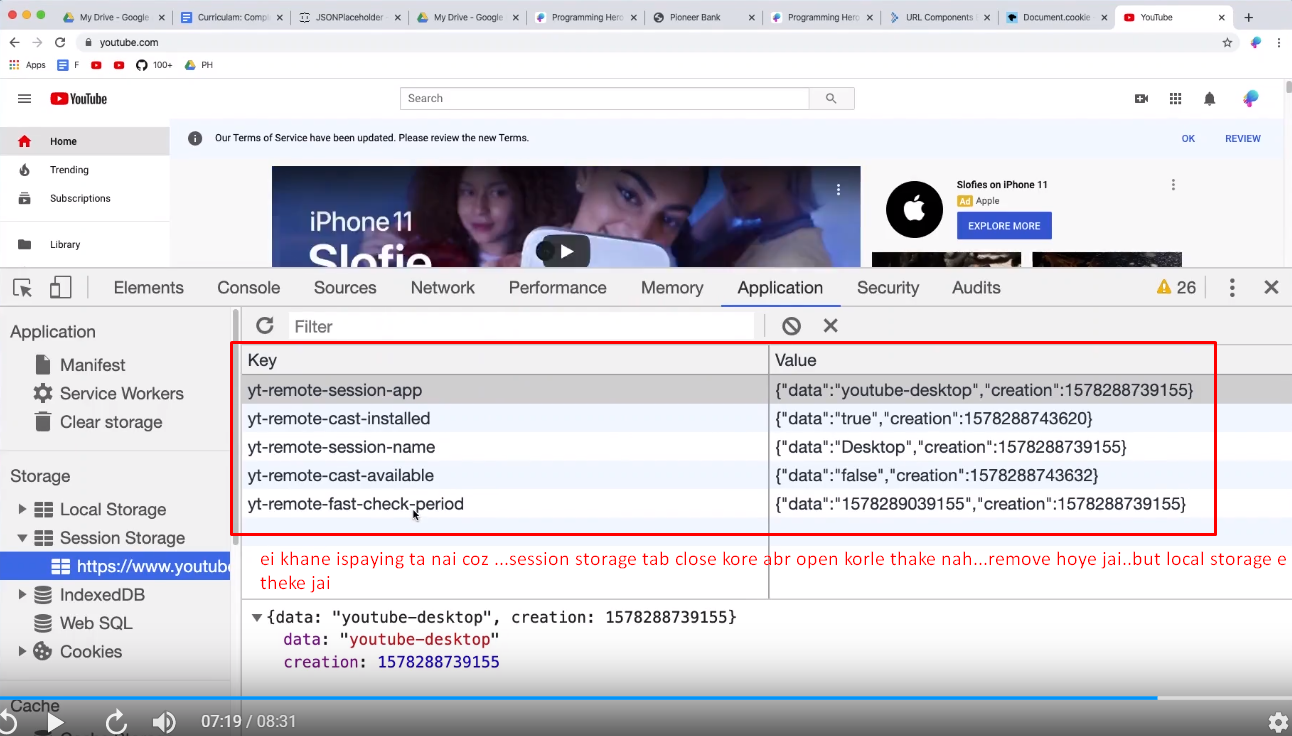 My Drive - Google
Curriculam: Compl
JSONPlaceholder
My Drive - Google
Programming Hero
Pioneer Bank
Programming Hero
URL Components
Document.cookie
YouTube
youtube.com
Apps
F
100+
PH
YouTube
Search
Home
Our Terms of Service have been updated. Please review the new Terms.
OK
REVIEW
Trending
Subscriptions
Library
iPhone 11
Slofie
Slofies on iPhone 11
Ad Apple
EXPLORE MORE
Elements Console Sources Network Performance Memory Application Security Audits 26
Application
Manifest
Service Workers
Clear storage
Storage
Local Storage
Session Storage
https://www.youtube
IndexedDB
Web SQL
Cookies
Cache
Filter
Key Value
yt-remote-session-app {"data":"youtube-desktop","creation":1578288739155}
yt-remote-cast-installed {"data":"true","creation":1578288743620}
yt-remote-session-name {"data":"Desktop","creation":1578288739155}
yt-remote-cast-available {"data":"false","creation":1578288743632}
yt-remote-fast-check-period {"data":"1578289039155","creation":1578288739155}
ei khane ispaying ta nai coz ...session storage tab close kore abr open korle thake nah...remove hoye jai..but local storage e
theke jai
{data: "youtube-desktop", creation: 1578288739155}
data: "youtube-desktop"
creation: 1578288739155
07:19 / 08:31